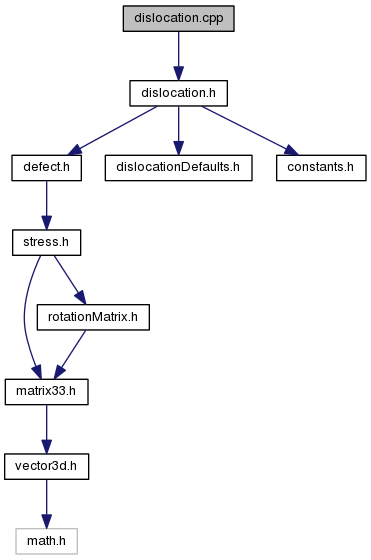 dislocation.cpp
dislocation.h
defect.h
dislocationDefaults.h
constants.h
stress.h
rotationMatrix.h
matrix33.h
vector3d.h
math.h